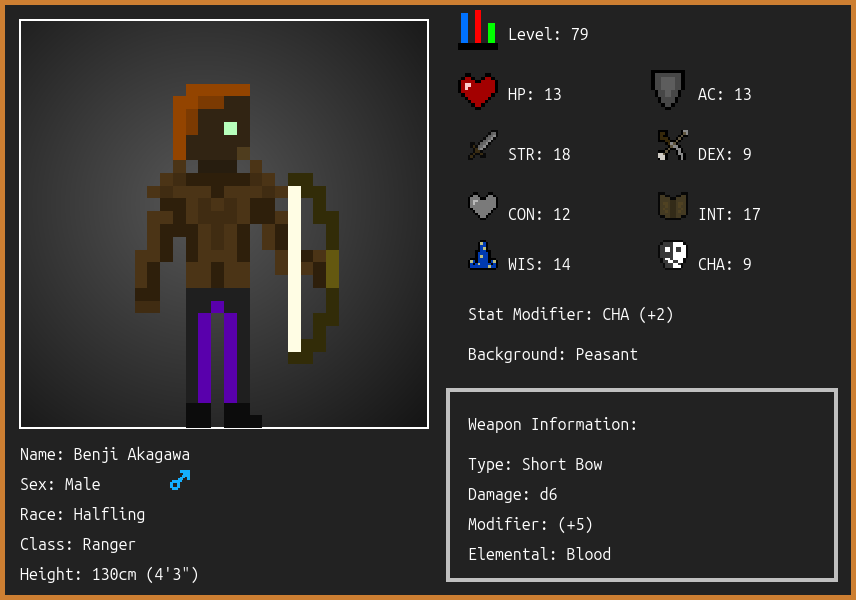 Level: 79
HP: 13
AC: 13
STR: 18
DEX: 9
CON: 12
INT: 17
WIS: 14
CHA: 9
Stat Modifier: CHA (+2)
Background: Peasant
Weapon Information:
Type: Short Bow
Damage: d6
Modifier: (+5)
Elemental: Blood
Name: Benji Akagawa
Sex: Male
Race: Halfling
Class: Ranger
Height: 130cm (4'3")